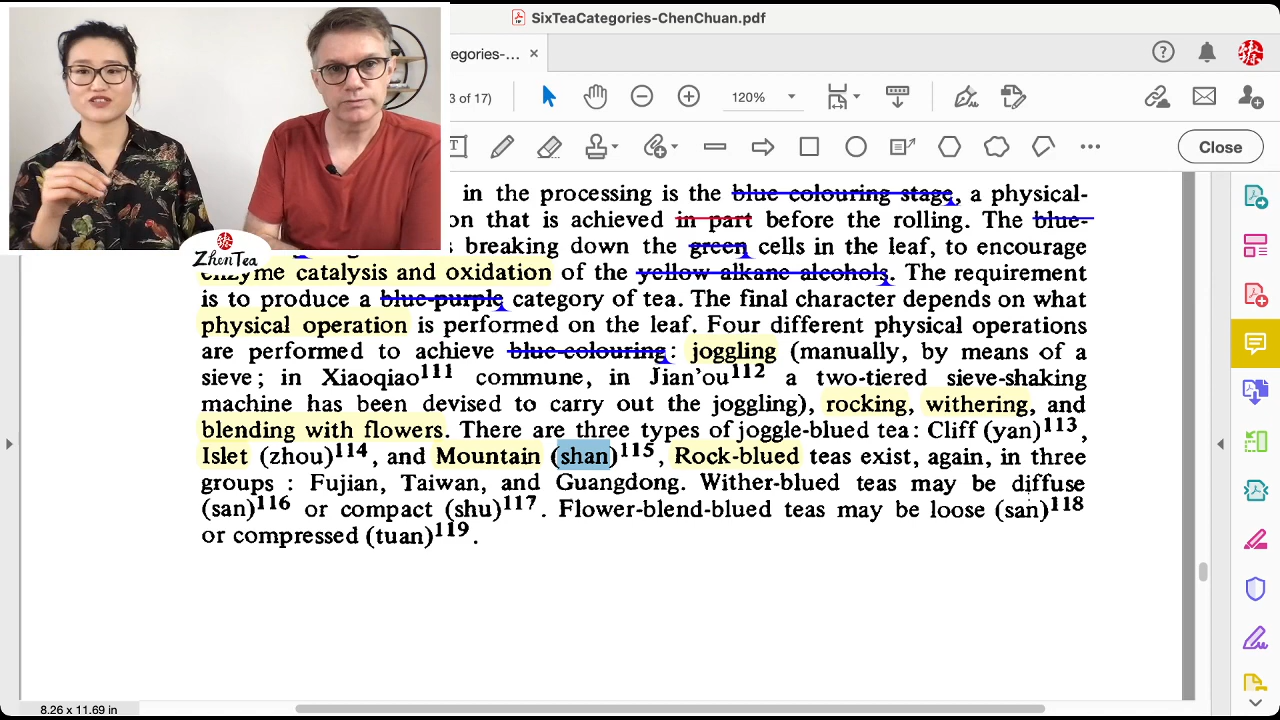 SixTeaCategories-ChenChuan.pdf
egories-... ×
3 of 17)
120%
Close
in the processing is the blue colouring stage, a physical-
on that is achieved in part before the rolling. The blue-
breaking down the green cells in the leaf, to encourage
ZhenTea
enzyme catalysis and oxidation of the yellow alkane alcohols. The requirement
is to produce a blue-purple category of tea. The final character depends on what
physical operation is performed on the leaf. Four different physical operations
are performed to achieve blue-colouring: joggling (manually, by means of a
sieve; in Xiaoqiao111 commune, in Jian'ou112 a two-tiered sieve-shaking
machine has been devised to carry out the joggling), rocking, withering, and
blending with flowers. There are three types of joggle-blued tea: Cliff (yan)113,
Islet (zhou)114, and Mountain (shan)115, Rock-blued teas exist, again, in three
groups : Fujian, Taiwan, and Guangdong. Wither-blued teas may be diffuse
(san)116 or compact (shu)117. Flower-blend-blued teas may be loose (san)118
or compressed (tuan)119.
8.26 x 11.69 in